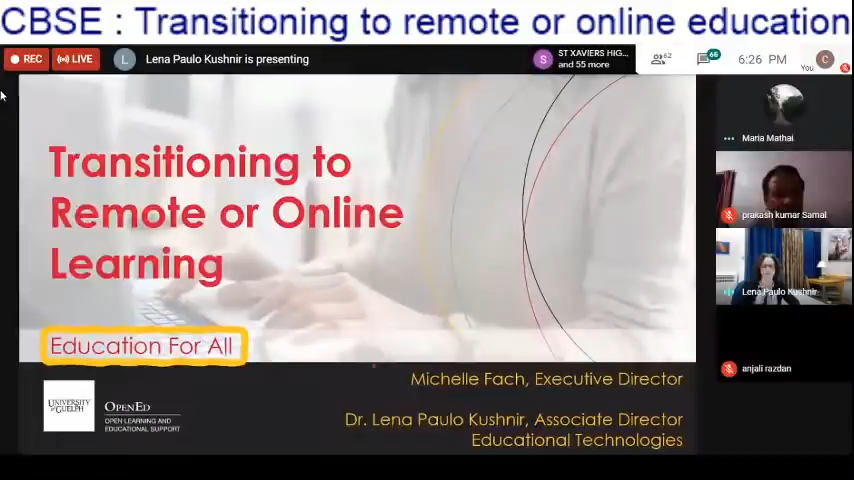 CBSE : Transitioning to remote or online education
REC
LIVE
L
Lena Paulo Kushnir is presenting
S
ST XAVIERS HIG...
and 55 more
62
66
6:26 PM
You
C
Transitioning to
Remote or Online
Learning
Education For All
UNIVERSITY
OF GUELPH
OPENED
OPEN LEARNING AND
EDUCATIONAL SUPPORT
Michelle Fach, Executive Director
Dr. Lena Paulo Kushnir, Associate Director
Educational Technologies
Maria Mathai
prakash kumar Samal
Lena Paulo Kushnir
anjali razdan